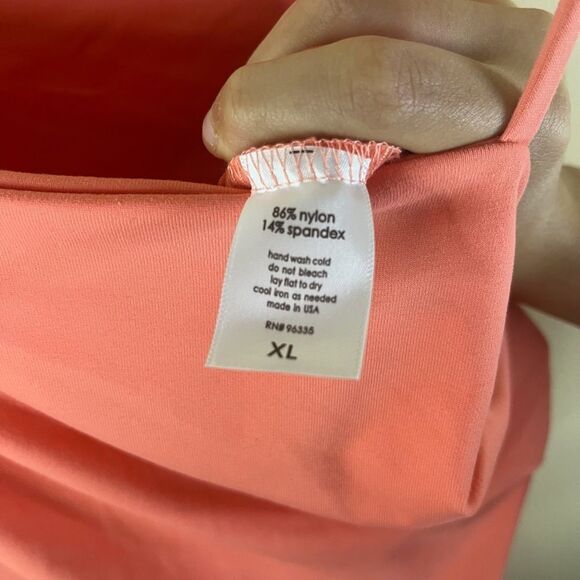 86% nylon
14% spandex
hand wash cold
do not bleach
lay flat to dry
cool iron as needed
made in USA
RN# 96335
XL